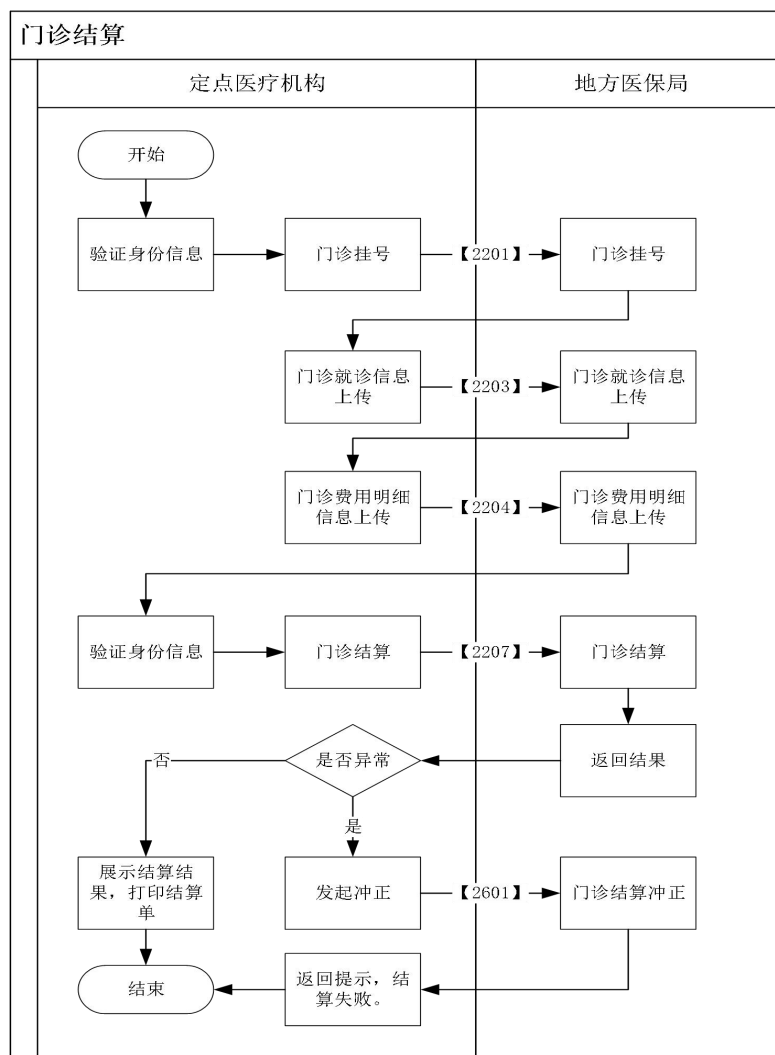 门诊结算
定点医疗机构
地方医保局
开始
验证身份信息
门诊挂号
【2201】
门诊挂号
门诊就诊信息
上传
【2203】
门诊就诊信息
上传
门诊费用明细
信息上传
【2204】
门诊费用明细
信息上传
验证身份信息
门诊结算
【2207】
门诊结算
否
是否异常
返回结果
是
展示结算结
果，打印结算
单
发起冲正
【2601】
门诊结算冲正
结束
返回提示，结
算失败。